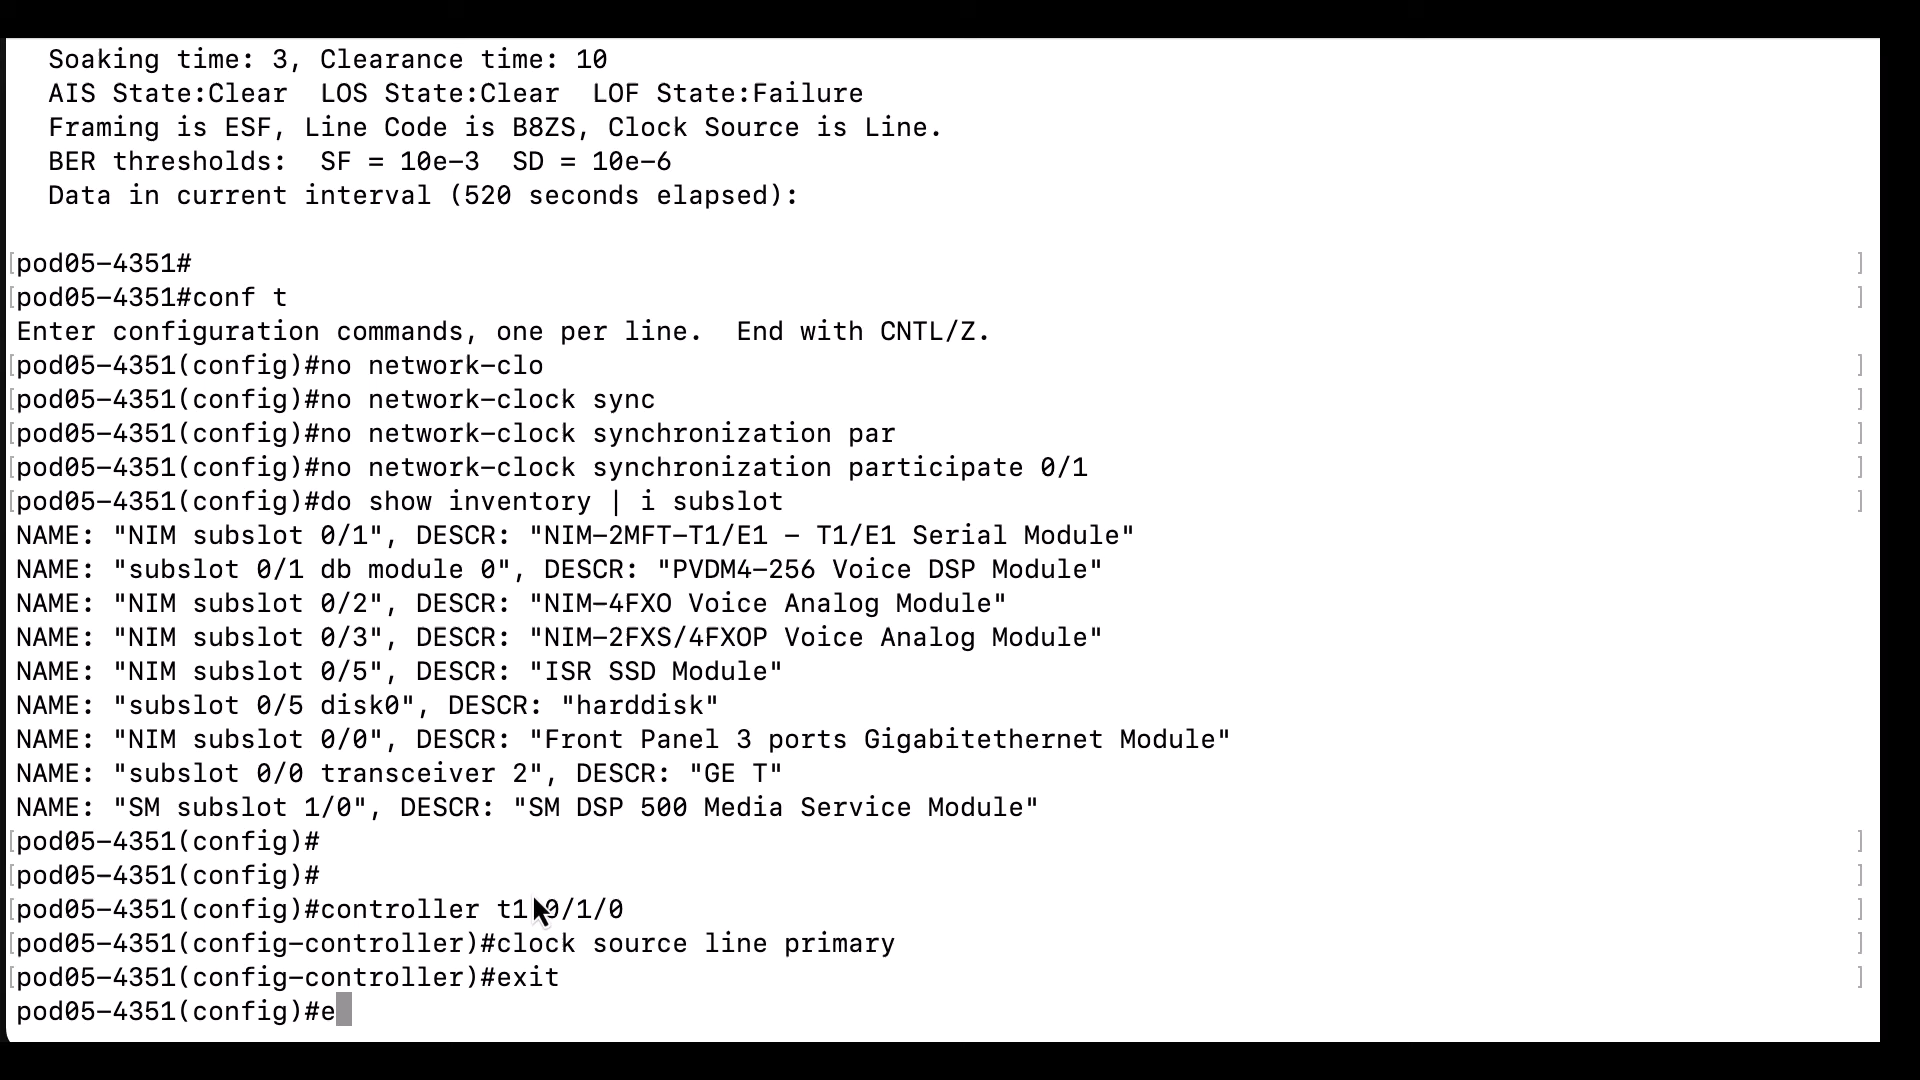 Soaking time: 3, Clearance time: 10
AIS State:Clear  LOS State:Clear  LOF State:Failure
Framing is ESF, Line Code is B8ZS, Clock Source is Line.
BER thresholds:  SF = 10e-3  SD = 10e-6
Data in current interval (520 seconds elapsed):
[pod05-4351# ]
[pod05-4351#conf t ]
Enter configuration commands, one per line.  End with CNTL/Z.
[pod05-4351(config)#no network-clo ]
[pod05-4351(config)#no network-clock sync ]
[pod05-4351(config)#no network-clock synchronization par ]
[pod05-4351(config)#no network-clock synchronization participate 0/1 ]
[pod05-4351(config)#do show inventory | i subslot ]
NAME: "NIM subslot 0/1", DESCR: "NIM-2MFT-T1/E1 - T1/E1 Serial Module"
NAME: "subslot 0/1 db module 0", DESCR: "PVDM4-256 Voice DSP Module"
NAME: "NIM subslot 0/2", DESCR: "NIM-4FXO Voice Analog Module"
NAME: "NIM subslot 0/3", DESCR: "NIM-2FXS/4FXOP Voice Analog Module"
NAME: "NIM subslot 0/5", DESCR: "ISR SSD Module"
NAME: "subslot 0/5 disk0", DESCR: "harddisk"
NAME: "NIM subslot 0/0", DESCR: "Front Panel 3 ports Gigabitethernet Module"
NAME: "subslot 0/0 transceiver 2", DESCR: "GE T"
NAME: "SM subslot 1/0", DESCR: "SM DSP 500 Media Service Module"
[pod05-4351(config)# ]
[pod05-4351(config)# ]
[pod05-4351(config)#controller t1 0/1/0 ]
[pod05-4351(config-controller)#clock source line primary ]
[pod05-4351(config-controller)#exit ]
pod05-4351(config)#e